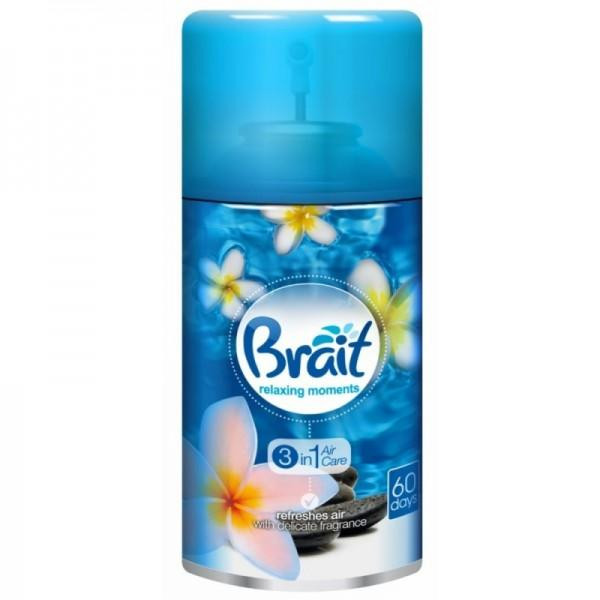 Brait
relaxing moments
3 in 1 Air
Care
60
days
refreshes air
with delicate fragrance